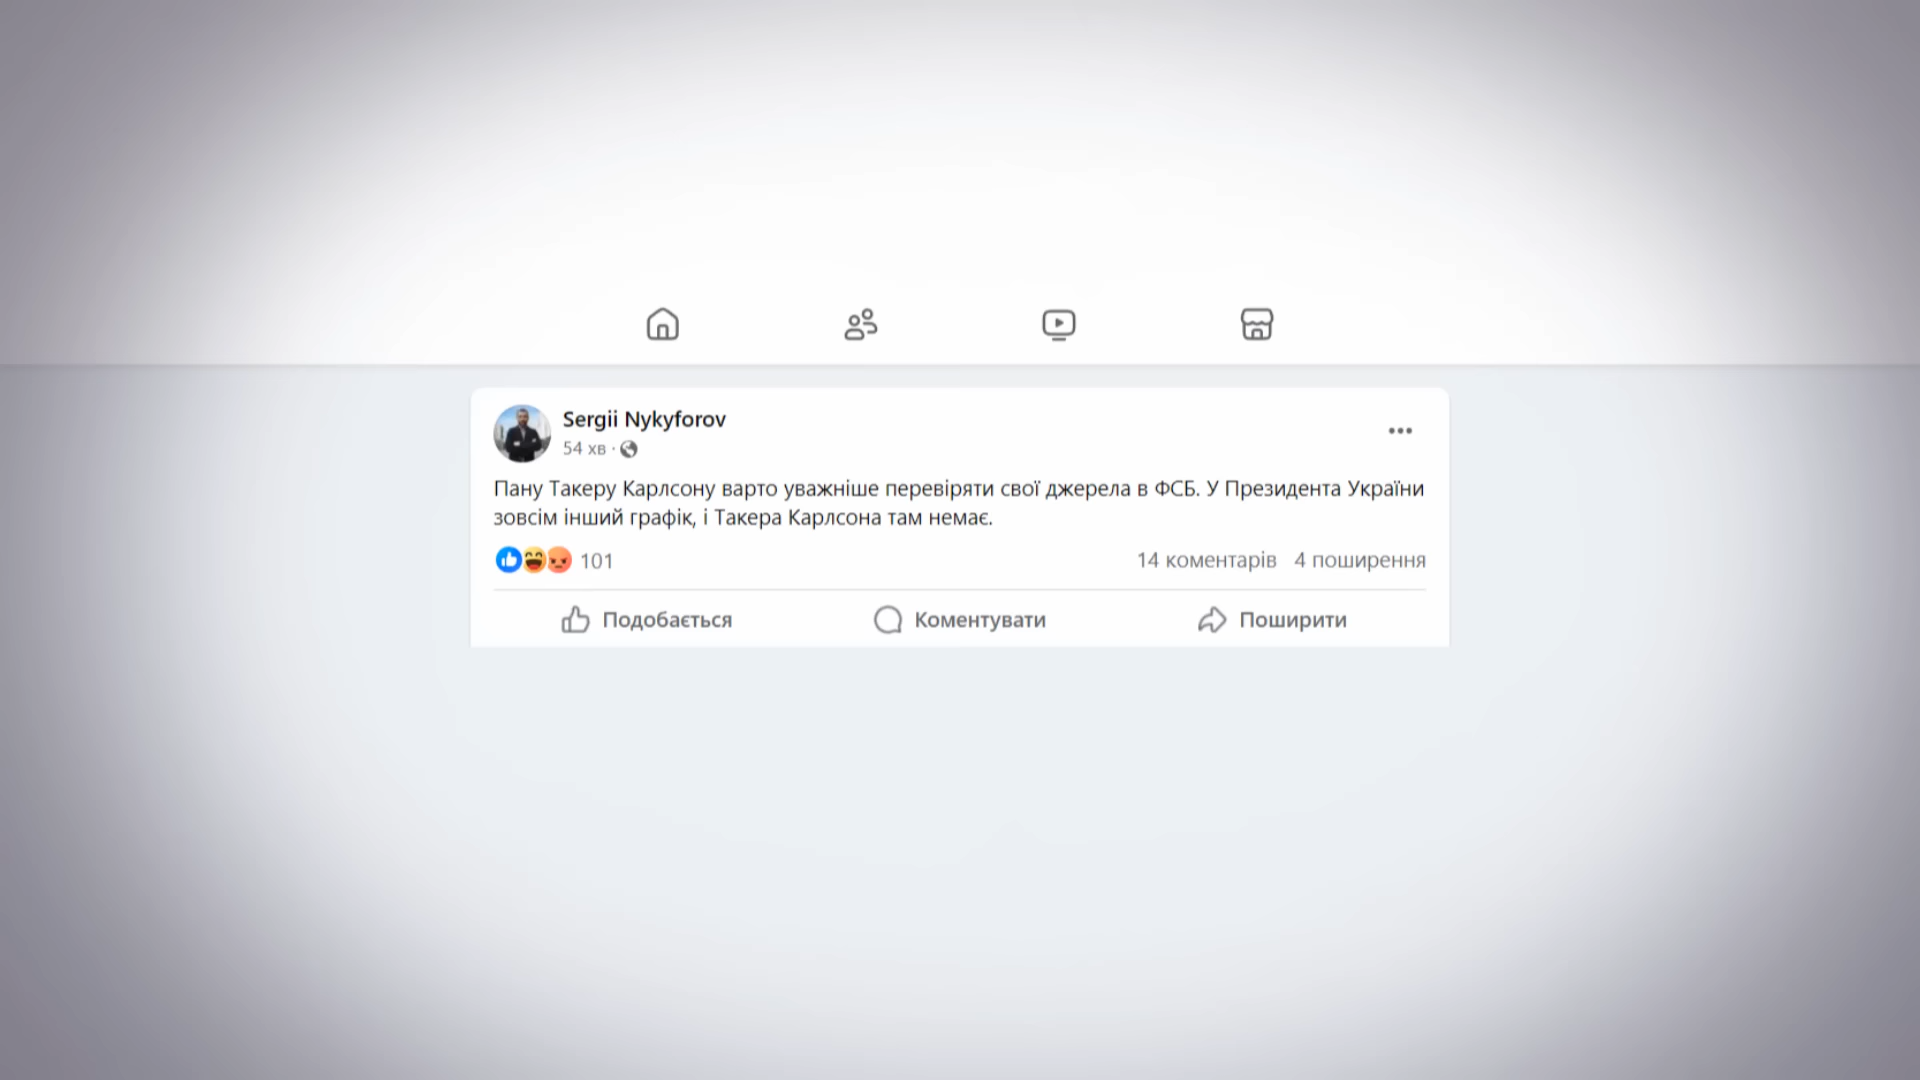 Sergii Nykyforov
54 хв ·
Пану Такеру Карлсону варто уважніше перевіряти свої джерела в ФСБ. У Президента України
зовсім інший графік, і Такера Карлсона там немає.
101
14 коментарів 4 поширення
Подобається Коментувати Поширити